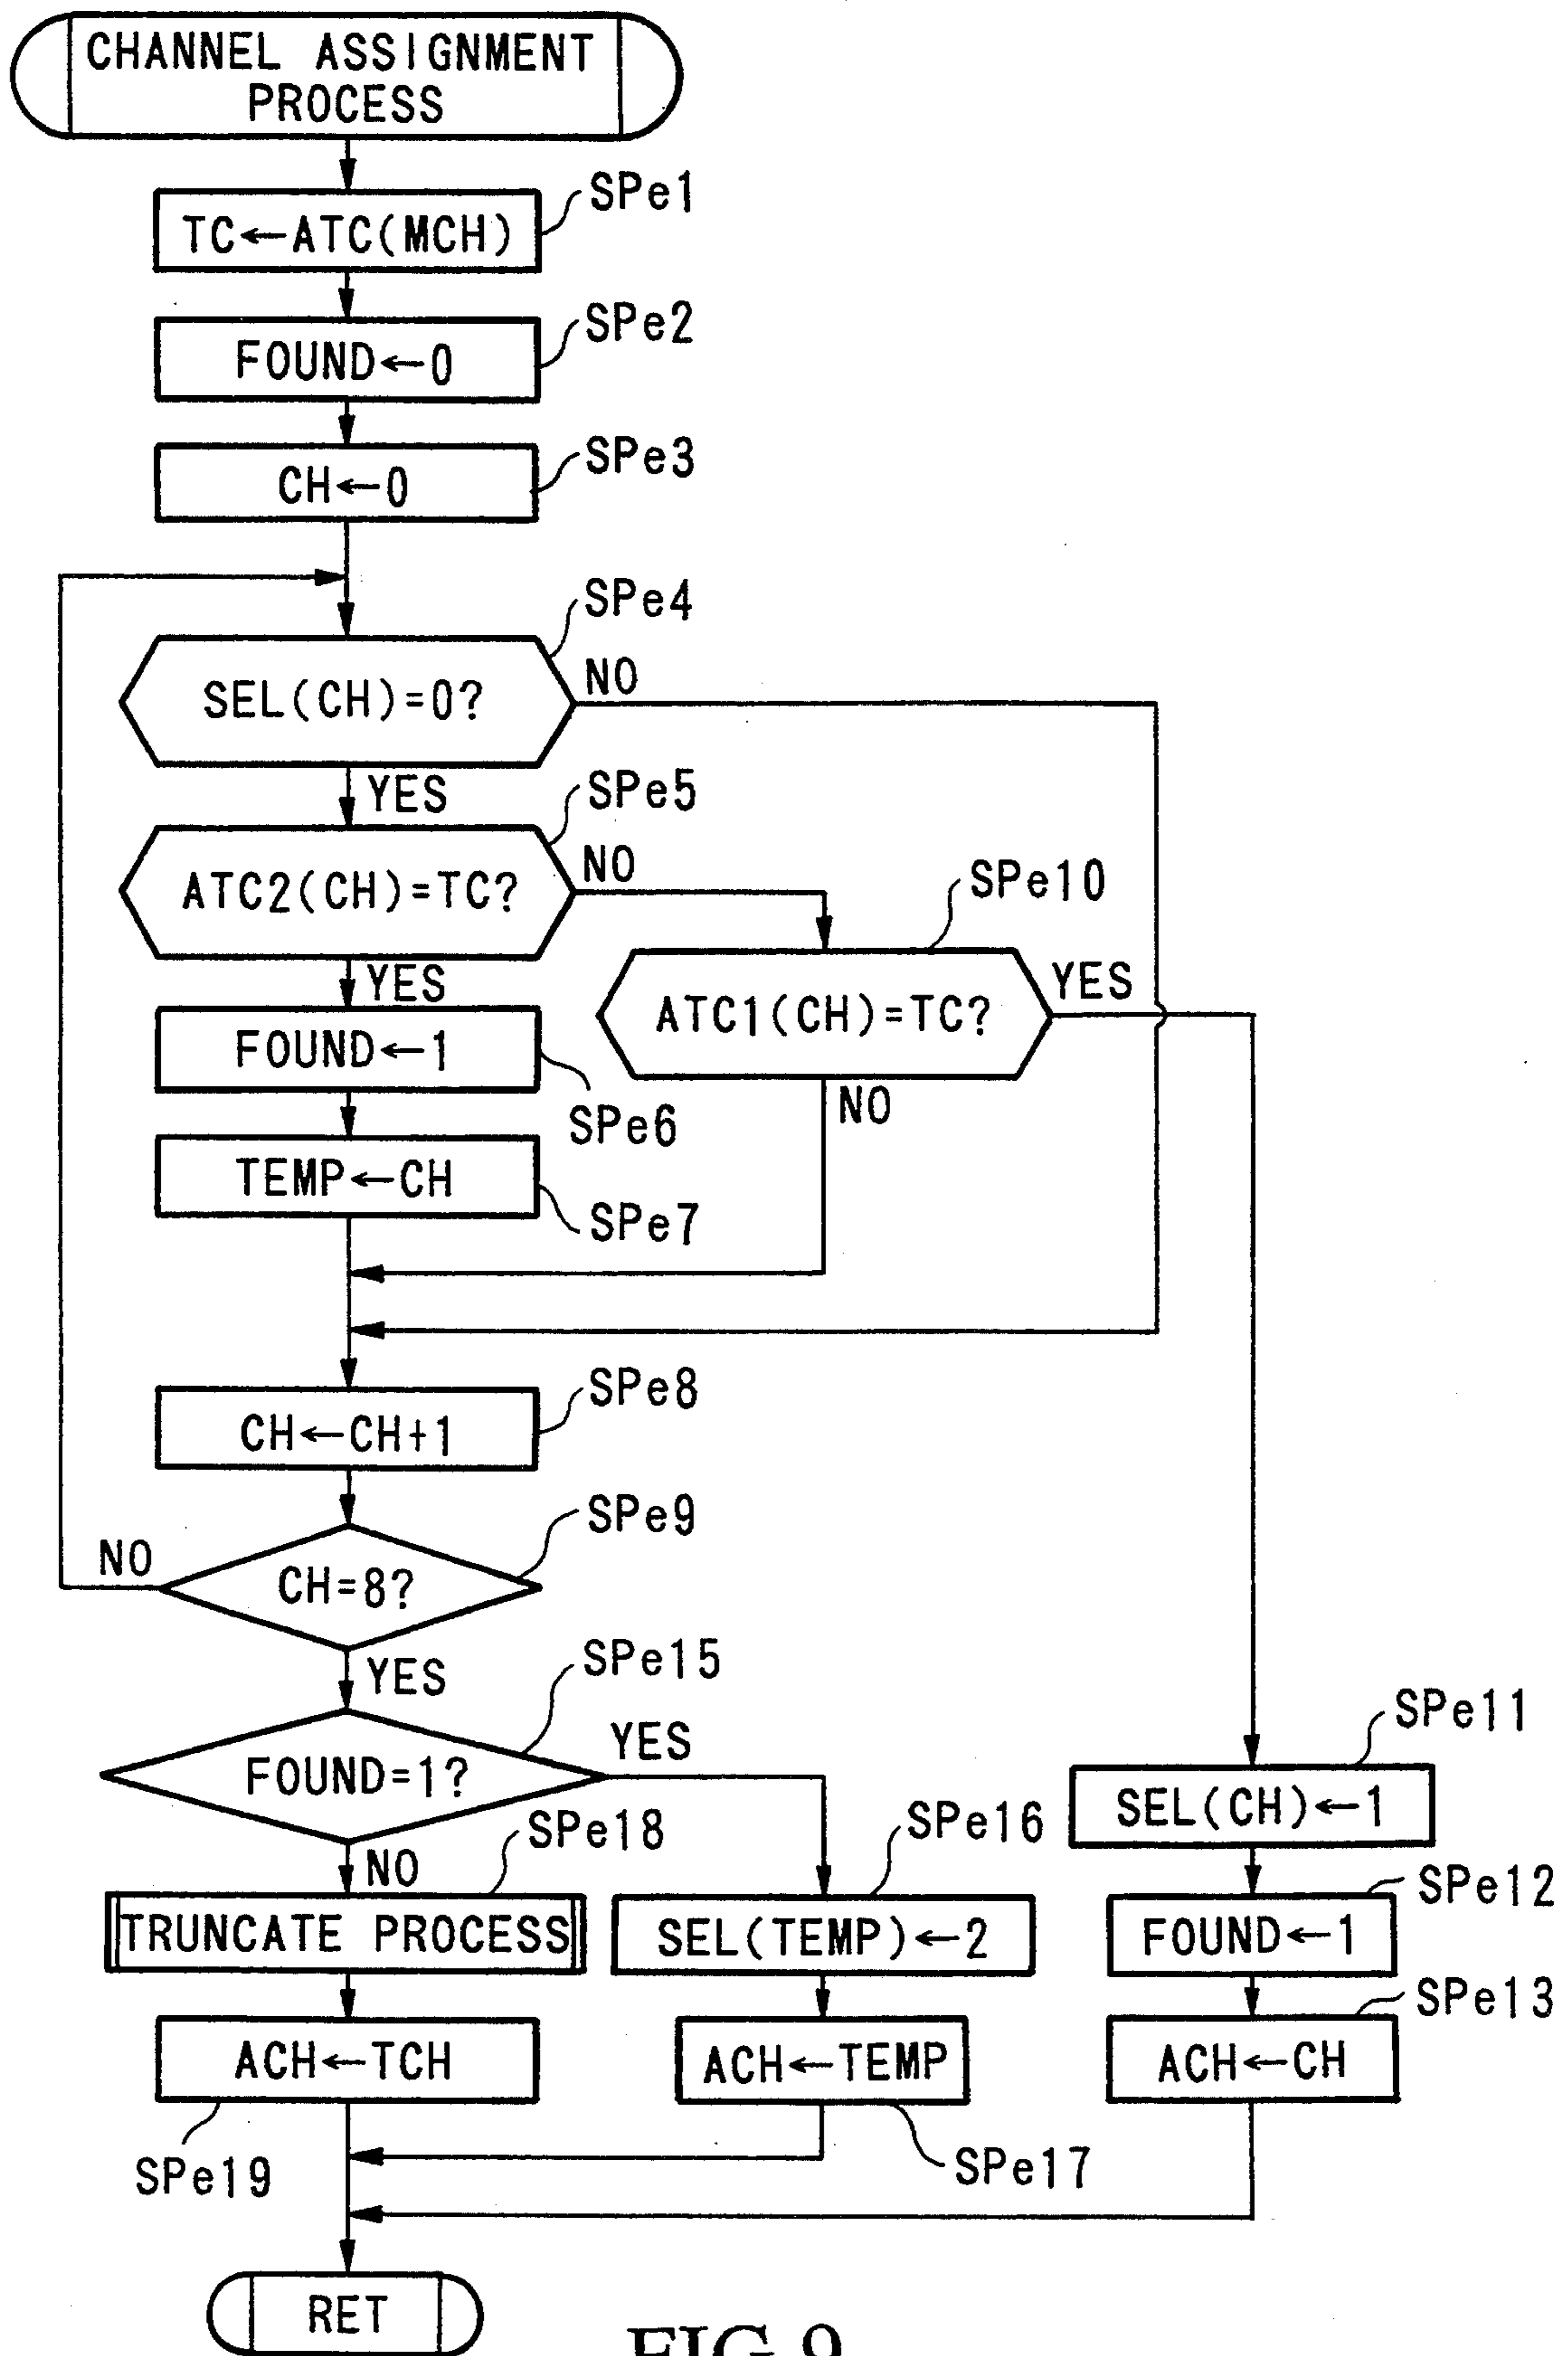 CHANNEL ASSIGNMENT
PROCESS
SPe1
TC←ATC(MCH)
SPe2
FOUND←0
SPe3
CH←0
SPe4
SEL(CH)=0?
NO
YES
SPe5
ATC2(CH)=TC?
NO
SPe10
YES
ATC1(CH)=TC?
YES
FOUND←1
NO
SPe6
TEMP←CH
SPe7
SPe8
CH←CH+1
SPe9
NO
CH=8?
YES
SPe15
FOUND=1?
YES
SPe11
SEL(CH)←1
SPe18
SPe16
NO
SPe12
TRUNCATE PROCESS
SEL(TEMP)←2
FOUND←1
SPe13
ACH←TCH
ACH←TEMP
ACH←CH
SPe19
SPe17
RET
FIG.9